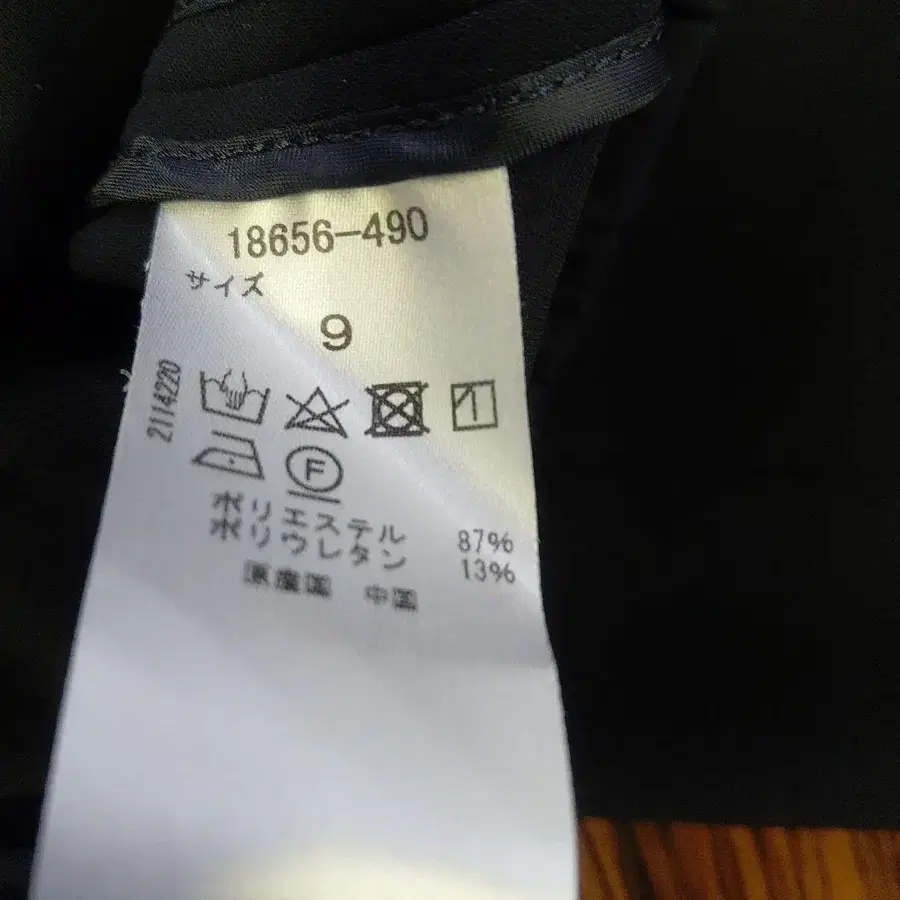 18656-490
サイズ
9
2114220
F
ポリエステル 87%
ポリウレタン 13%
原産国 中国